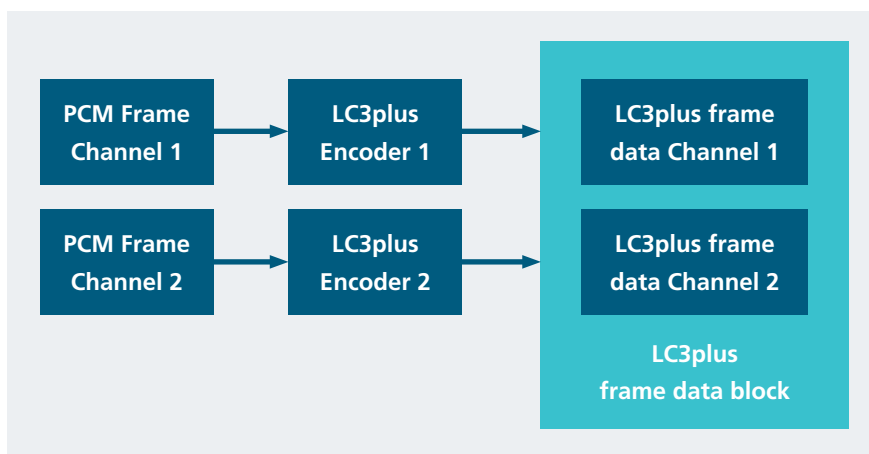 PCM Frame
Channel 1
LC3plus
Encoder 1
LC3plus frame
data Channel 1
PCM Frame
Channel 2
LC3plus
Encoder 2
LC3plus frame
data Channel 2
LC3plus
frame data block